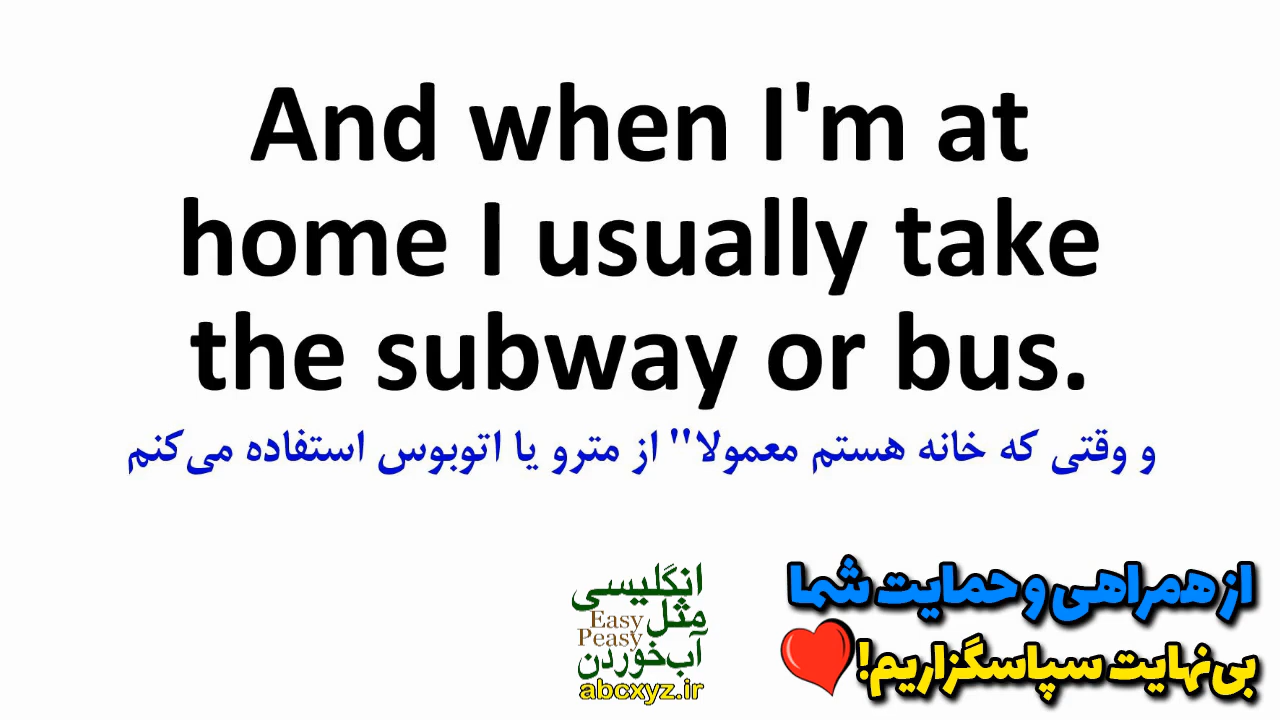 And when I'm at
home I usually take
the subway or bus.
و وقتی که خانه هستم معمولا" از مترو یا اتوبوس استفاده می‌کنم
انگلیسی
مثل
Easy
Peasy
آب‌خوردن
abcxyz.ir
از همراهی و حمایت شما
بی‌نهایت سپاسگزاریم!